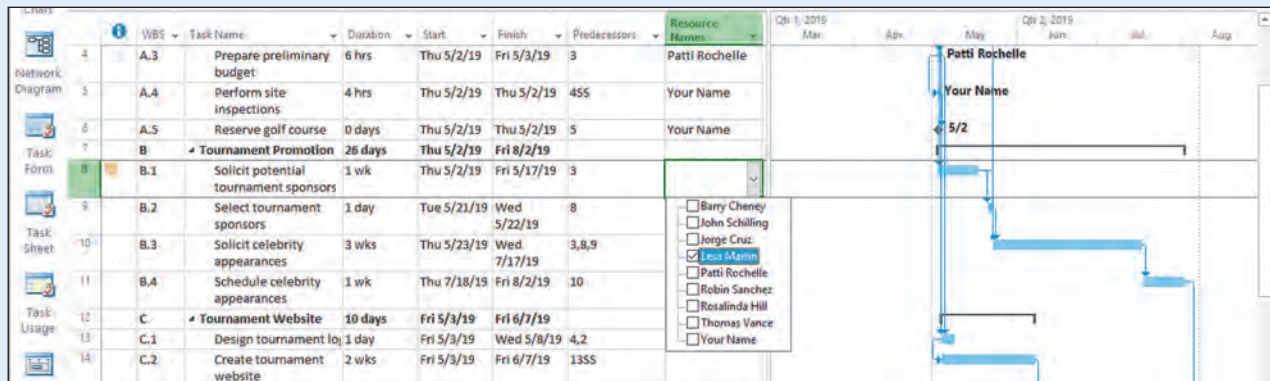 Chart
Network
Diagram
Task
Form
Task
Sheet
Task
Usage
WBS Task Name Duration Start Finish Predecessors Resource Names
Qtr 1, 2019 Qtr 2, 2019
Mar Apr May Jun Jul Aug
4 A.3 Prepare preliminary budget 6 hrs Thu 5/2/19 Fri 5/3/19 3 Patti Rochelle
Patti Rochelle
5 A.4 Perform site inspections 4 hrs Thu 5/2/19 Thu 5/2/19 4SS Your Name
Your Name
6 A.5 Reserve golf course 0 days Thu 5/2/19 Thu 5/2/19 5 Your Name
5/2
7 B Tournament Promotion 26 days Thu 5/2/19 Fri 8/2/19
8 B.1 Solicit potential tournament sponsors 1 wk Thu 5/2/19 Fri 5/17/19 3
9 B.2 Select tournament sponsors 1 day Tue 5/21/19 Wed 5/22/19 8
10 B.3 Solicit celebrity appearances 3 wks Thu 5/23/19 Wed 7/17/19 3,8,9
11 B.4 Schedule celebrity appearances 1 wk Thu 7/18/19 Fri 8/2/19 10
12 C Tournament Website 10 days Fri 5/3/19 Fri 6/7/19
13 C.1 Design tournament lo 1 day Fri 5/3/19 Wed 5/8/19 4,2
14 C.2 Create tournament website 2 wks Fri 5/3/19 Fri 6/7/19 13SS
Barry Cheney
John Schilling
Jorge Cruz
Lesa Martin
Patti Rochelle
Robin Sanchez
Rosalinda Hill
Thomas Vance
Your Name